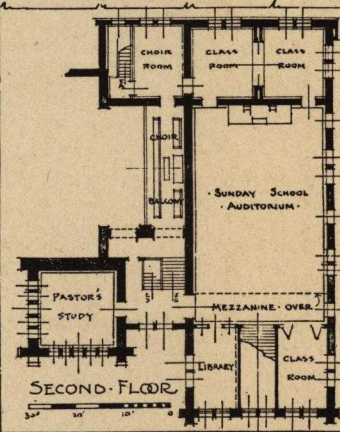 CHOIR
ROOM
CLASS
ROOM
CLASS
ROOM
CHOIR
BALCONY
· SUNDAY SCHOOL
· AUDITORIUM ·
PASTOR'S
STUDY
MEZZANINE · OVER
LIBRARY
CLASS
ROOM
SECOND · FLOOR
30' 20' 10' 0